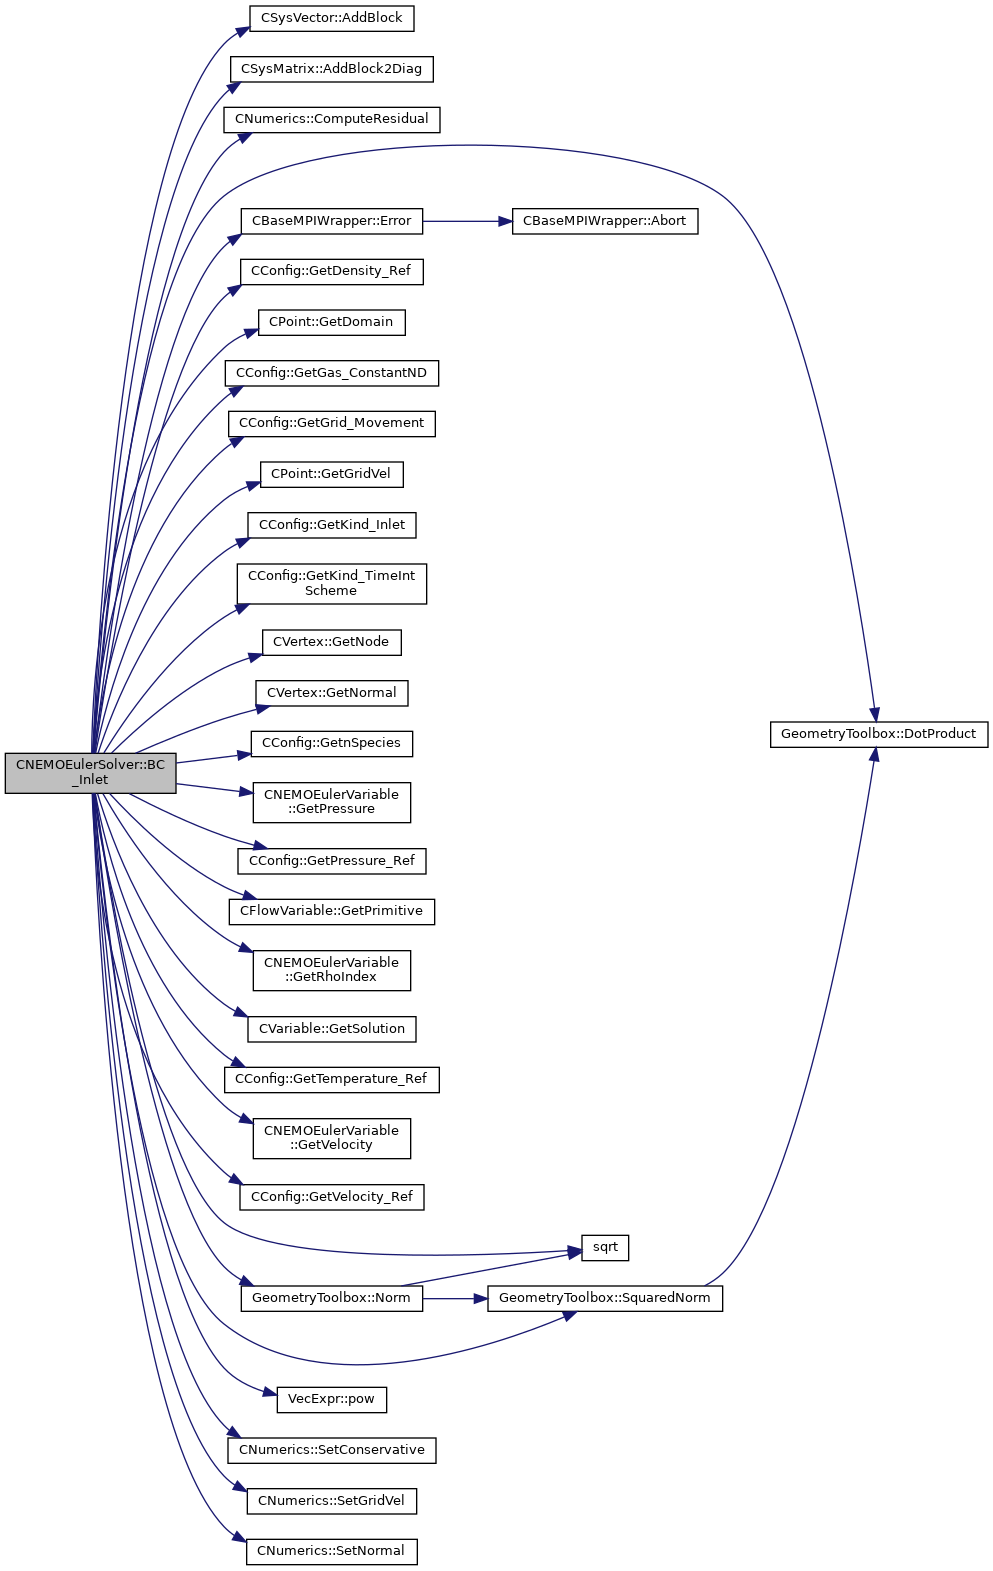 CSysVector::AddBlock
CSysMatrix::AddBlock2Diag
CNumerics::ComputeResidual
CBaseMPIWrapper::Error
CBaseMPIWrapper::Abort
CConfig::GetDensity_Ref
CPoint::GetDomain
CConfig::GetGas_ConstantND
CConfig::GetGrid_Movement
CPoint::GetGridVel
CConfig::GetKind_Inlet
CConfig::GetKind_TimeInt
Scheme
CVertex::GetNode
CVertex::GetNormal
GeometryToolbox::DotProduct
CConfig::GetnSpecies
CNEMOEulerSolver::BC
_Inlet
CNEMOEulerVariable
::GetPressure
CConfig::GetPressure_Ref
CFlowVariable::GetPrimitive
CNEMOEulerVariable
::GetRhoIndex
CVariable::GetSolution
CConfig::GetTemperature_Ref
CNEMOEulerVariable
::GetVelocity
CConfig::GetVelocity_Ref
sqrt
GeometryToolbox::Norm
GeometryToolbox::SquaredNorm
VecExpr::pow
CNumerics::SetConservative
CNumerics::SetGridVel
CNumerics::SetNormal